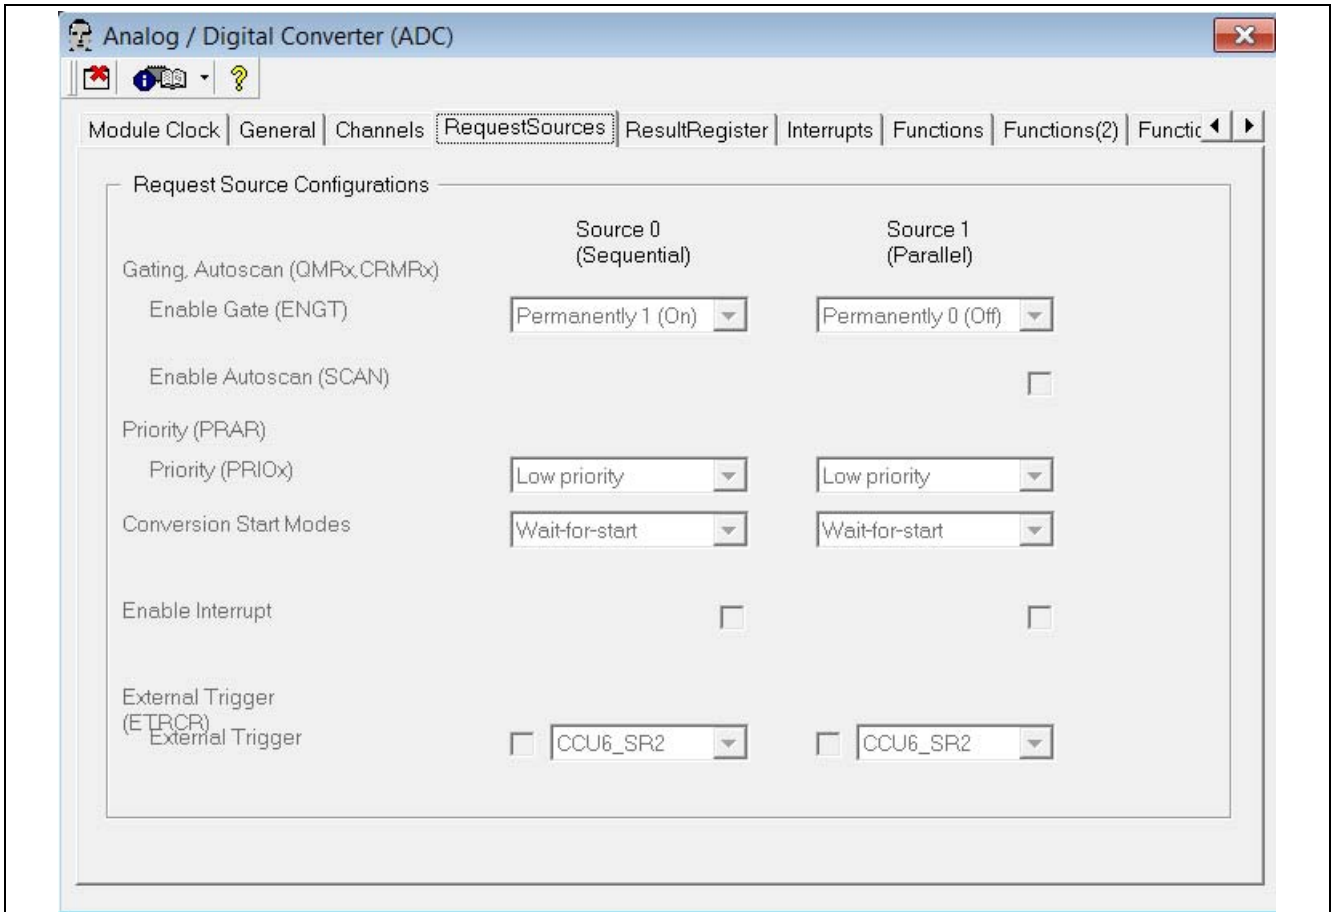 Analog / Digital Converter (ADC)
Module Clock General Channels RequestSources ResultRegister Interrupts Functions Functions(2) Functic
Request Source Configurations
Source 0 Source 1
(Sequential) (Parallel)
Gating, Autoscan (QMRx,CRMRx)
Enable Gate (ENGT) Permanently 1 (On) Permanently 0 (Off)
Enable Autoscan (SCAN)
Priority (PRAR)
Priority (PRIOx) Low priority Low priority
Conversion Start Modes Wait-for-start Wait-for-start
Enable Interrupt
External Trigger
(ETRCR)
External Trigger CCU6_SR2 CCU6_SR2